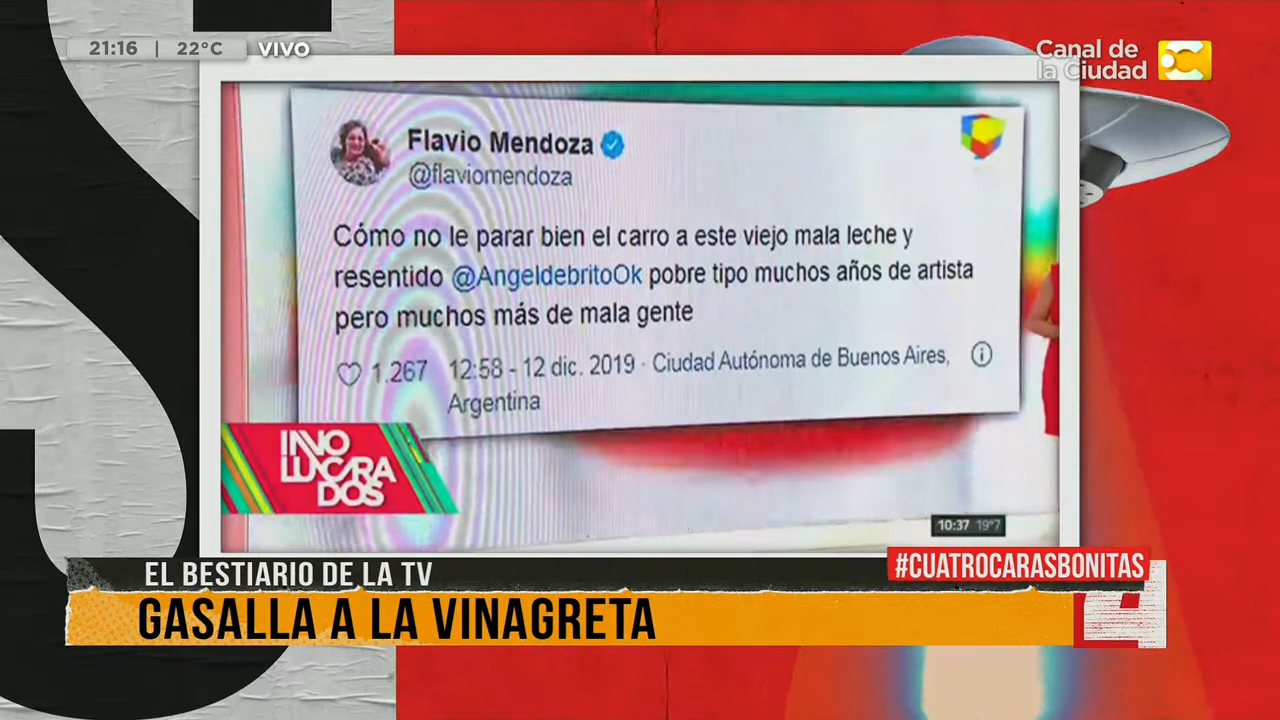 21:16 | 22°C VIVO
Canal de
la Ciudad
Flavio Mendoza
@flaviomendoza
Cómo no le parar bien el carro a este viejo mala leche y
resentido @AngeldebritoOk pobre tipo muchos años de artista
pero muchos más de mala gente
1.267 12:58 - 12 dic. 2019 · Ciudad Autónoma de Buenos Aires,
Argentina
INVO
LUCRA
DOS
10:37 19°7
#CUATROCARASBONITAS
EL BESTIARIO DE LA TV
GASALLA A LA VINAGRETA